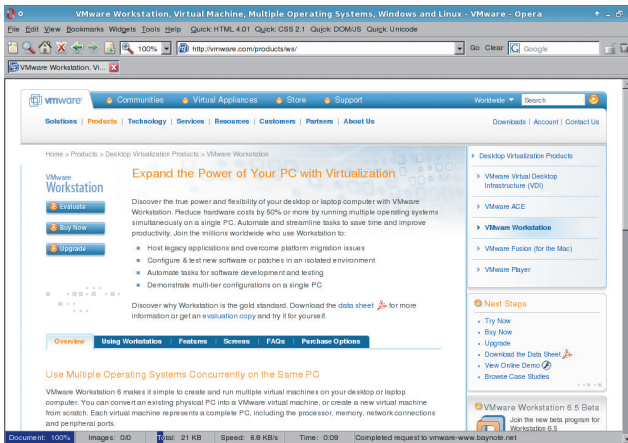 VMware Workstation, Virtual Machine, Multiple Operating Systems, Windows and Linux - VMware - Opera
File Edit View Bookmarks Widgets Tools Help Quick: HTML 4.01 Quick: CSS 2.1 Quick: DOM/JS Quick: Unicode
100% http://vmware.com/products/ws/ Go Clear Google
VMware Workstation, Vi...
vmware Communities Virtual Appliances Store Support Worldwide Search
Solutions | Products | Technology | Services | Resources | Customers | Partners | About Us Downloads | Account | Contact Us
Home > Products > Desktop Virtualization Products > VMware Workstation
VMware
Workstation
Evaluate
Buy Now
Upgrade
Expand the Power of Your PC with Virtualization
Discover the true power and flexibility of your desktop or laptop computer with VMware
Workstation. Reduce hardware costs by 50% or more by running multiple operating systems
simultaneously on a single PC. Automate and streamline tasks to save time and improve
productivity. Join the millions worldwide who use Workstation to:
Host legacy applications and overcome platform migration issues
Configure & test new software or patches in an isolated environment
Automate tasks for software development and testing
Demonstrate multi-tier configurations on a single PC
Discover why Workstation is the gold standard. Download the data sheet for more
information or get an evaluation copy and try it for yourself.
Overview Using Workstation Features Screens FAQs Purchase Options
Use Multiple Operating Systems Concurrently on the Same PC
VMware Workstation 6 makes it simple to create and run multiple virtual machines on your desktop or laptop
computer. You can convert an existing physical PC into a VMware virtual machine, or create a new virtual machine
from scratch. Each virtual machine represents a complete PC, including the processor, memory, network connections
and peripheral ports.
Desktop Virtualization Products
VMware Virtual Desktop
Infrastructure (VDI)
VMware ACE
VMware Workstation
VMware Fusion (for the Mac)
VMware Player
Next Steps
Try Now
Buy Now
Upgrade
Download the Data Sheet
View Online Demo
Browse Case Studies
VMware Workstation 6.5 Beta
Join the new beta program for
Workstation 6.5
Document: 100% Images: 0/0 Total: 21 KB Speed: 6.8 KB/s Time: 0:09 Completed request to vmware-www.baynote.net